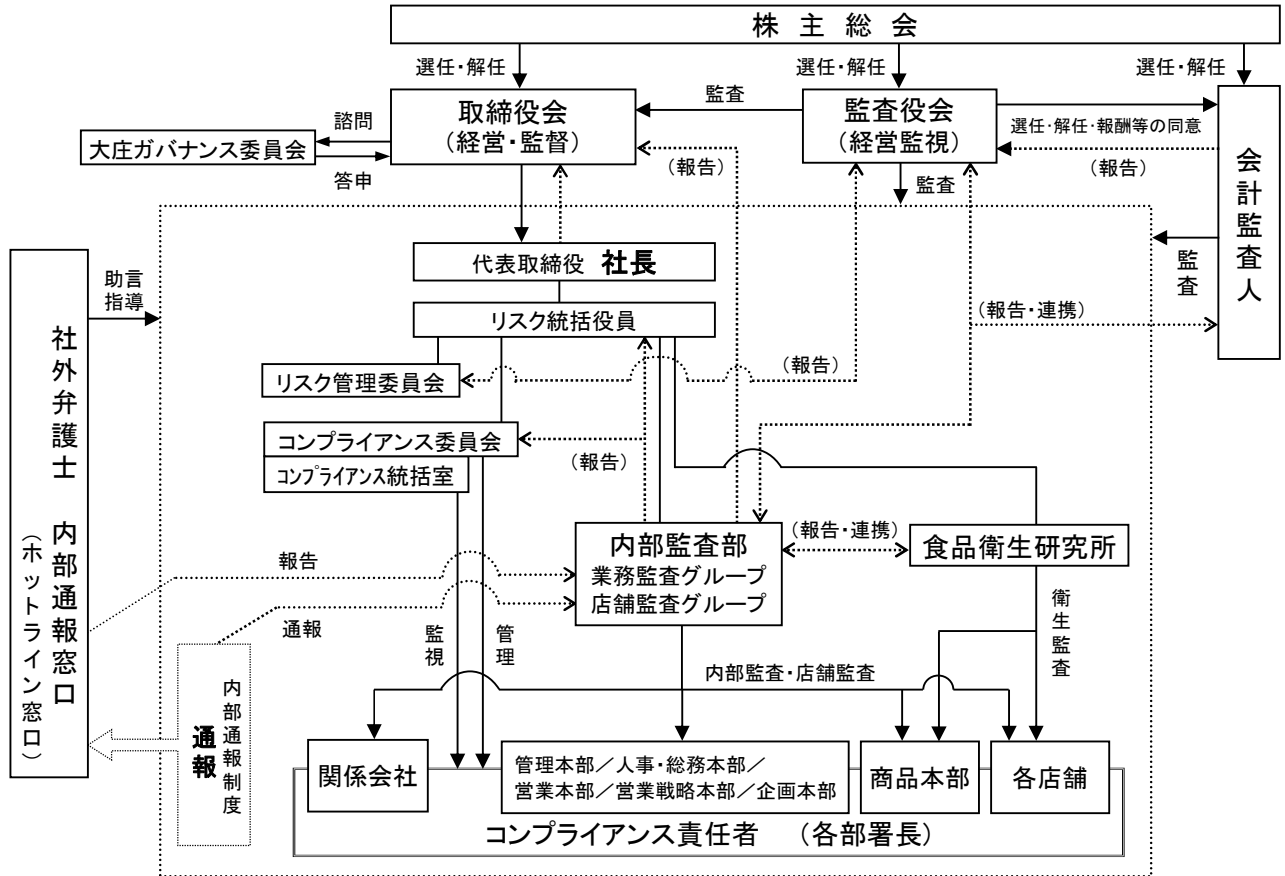 株主総会
選任・解任
選任・解任
選任・解任
取締役会
(経営・監督)
監査
監査役会
(経営監視)
選任・解任・報酬等の同意
(報告)
会計監査人
諮問
大庄ガバナンス委員会
答申
(報告)
監査
監査
代表取締役 社長
助言
指導
リスク統括役員
(報告・連携)
社外弁護士 内部通報窓口
(ホットライン窓口)
リスク管理委員会
(報告)
コンプライアンス委員会
コンプライアンス統括室
(報告)
内部監査部
業務監査グループ
店舗監査グループ
(報告・連携)
食品衛生研究所
報告
通報
監視
管理
衛生監査
内部通報制度
通報
内部監査・店舗監査
関係会社
管理本部/人事・総務本部/
営業本部/営業戦略本部/企画本部
商品本部
各店舗
コンプライアンス責任者 (各部署長)